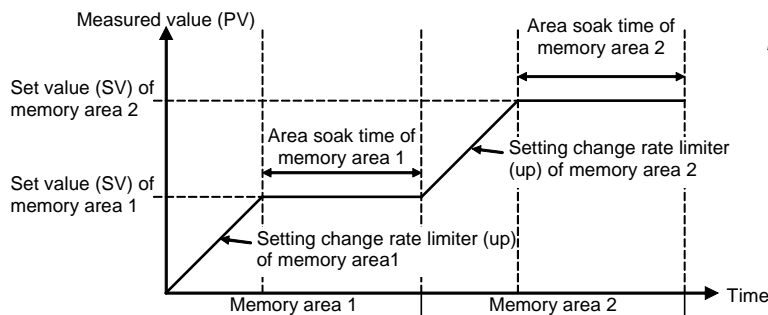 Measured value (PV)
Area soak time of
memory area 2
Set value (SV) of
memory area 2
Area soak time of
memory area 1
Setting change rate limiter
(up) of memory area 2
Set value (SV) of
memory area 1
Setting change rate limiter (up)
of memory area1
Time
Memory area 1
Memory area 2